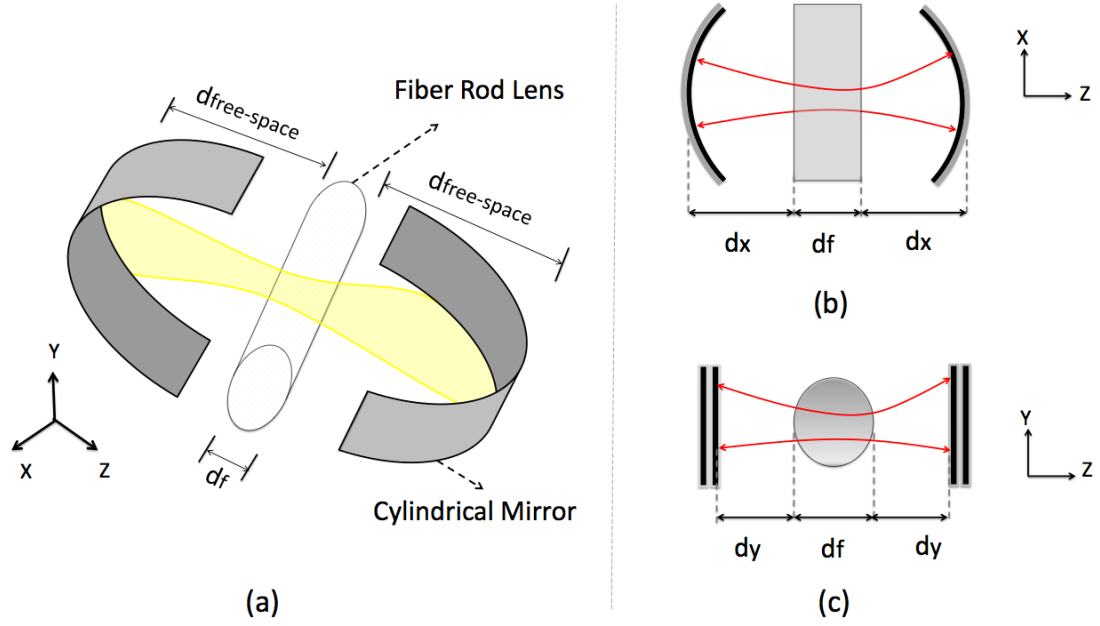 Fiber Rod Lens
dfree-space
dfree-space
Y
X
Z
df
Cylindrical Mirror
(a)
X
Z
dx
df
dx
(b)
Y
Z
dy
df
dy
(c)